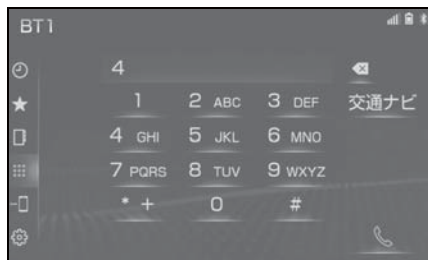 BT1
4
交通ナビ
1 2 ABC 3 DEF
4 GHI 5 JKL 6 MNO
7 PQRS 8 TUV 9 WXYZ
* + 0 #